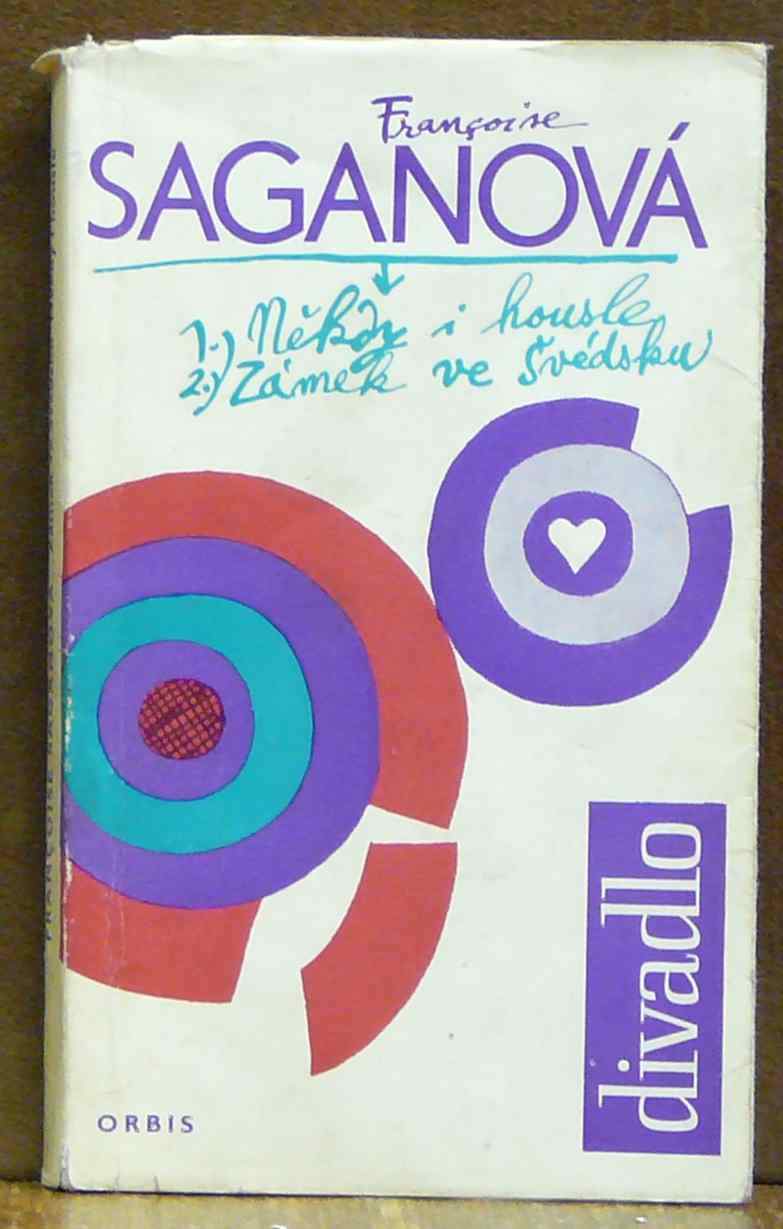 Françoise
SAGANOVÁ
1.) Někdy i housle
2.) Zámek ve Švédsku
divadlo
ORBIS